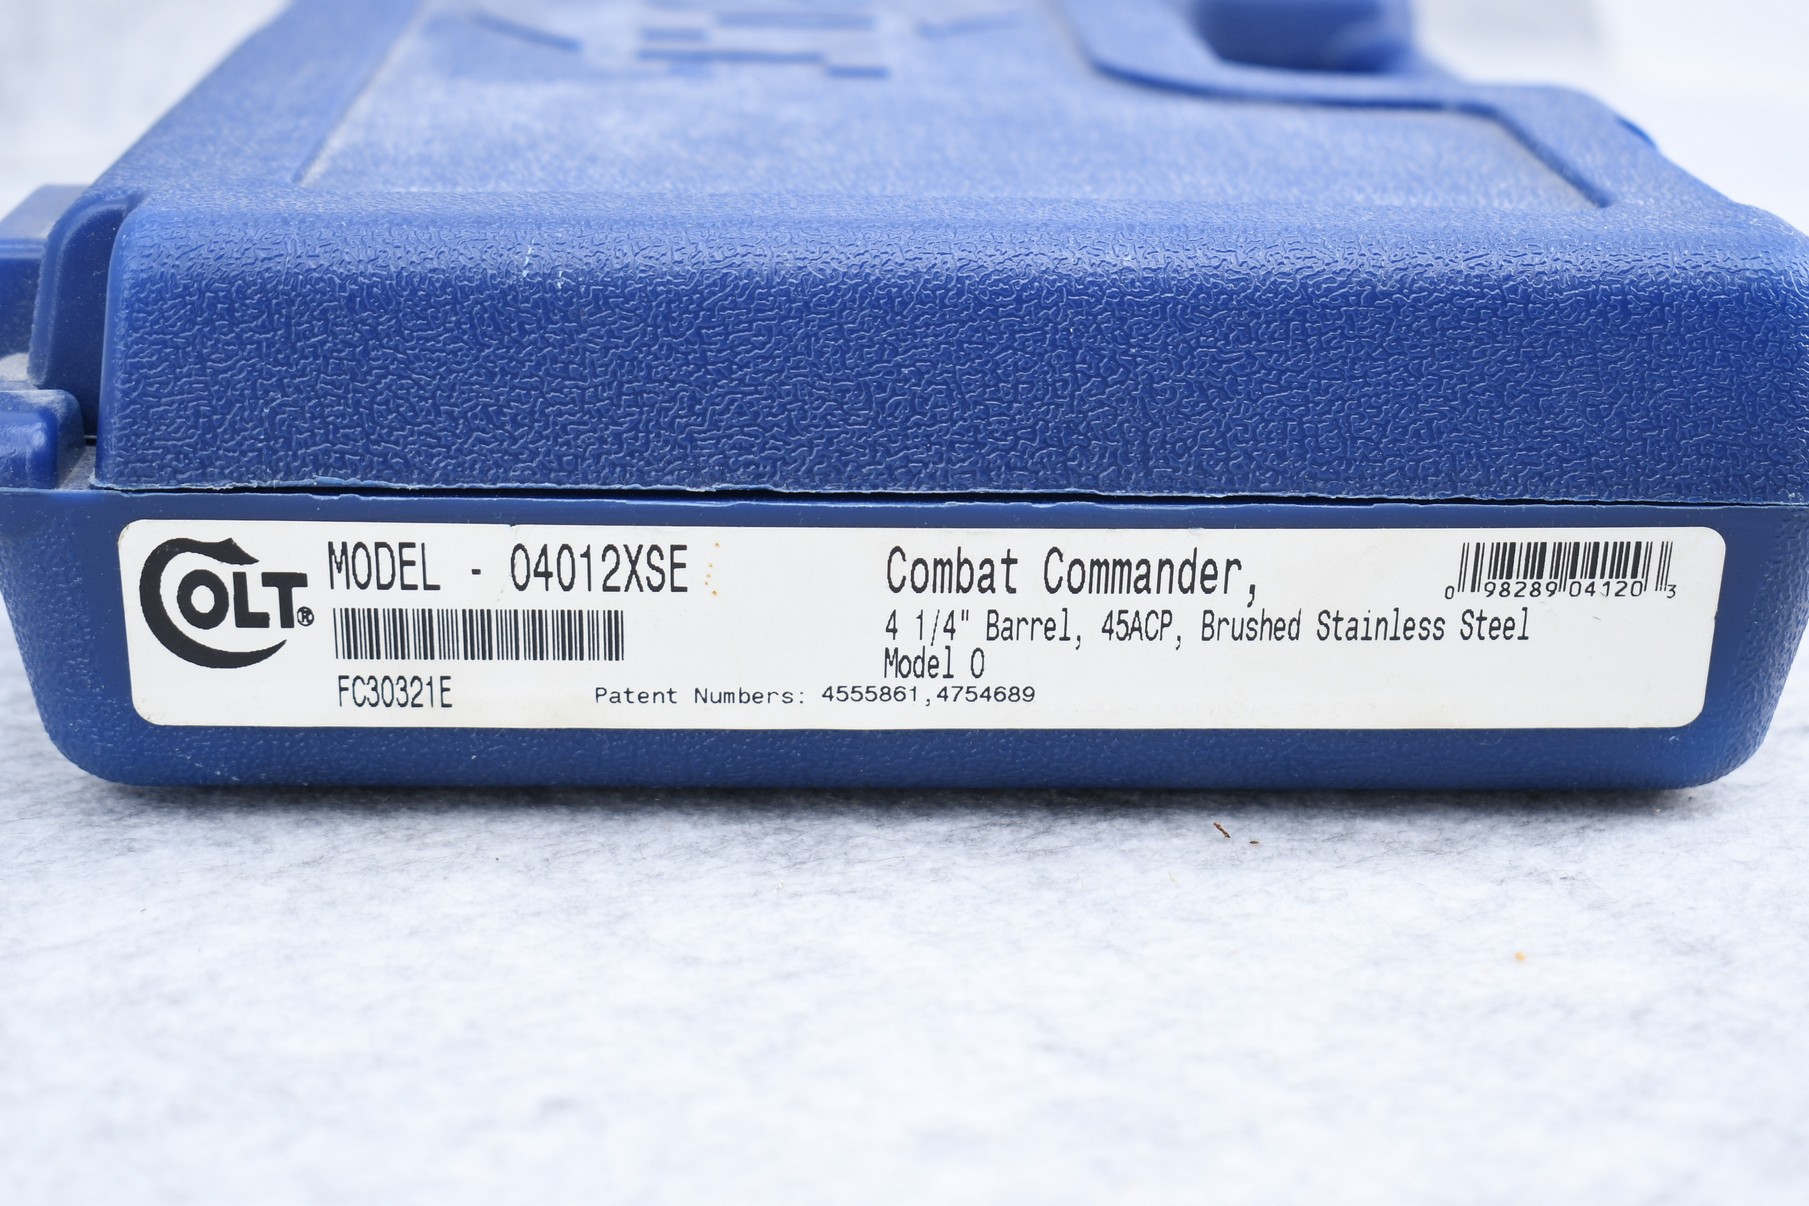 COLT®
MODEL - 04012XSE
FC30321E
Combat Commander,
4 1/4" Barrel, 45ACP, Brushed Stainless Steel
Model O
Patent Numbers: 4555861,4754689
0 98289 04120 3